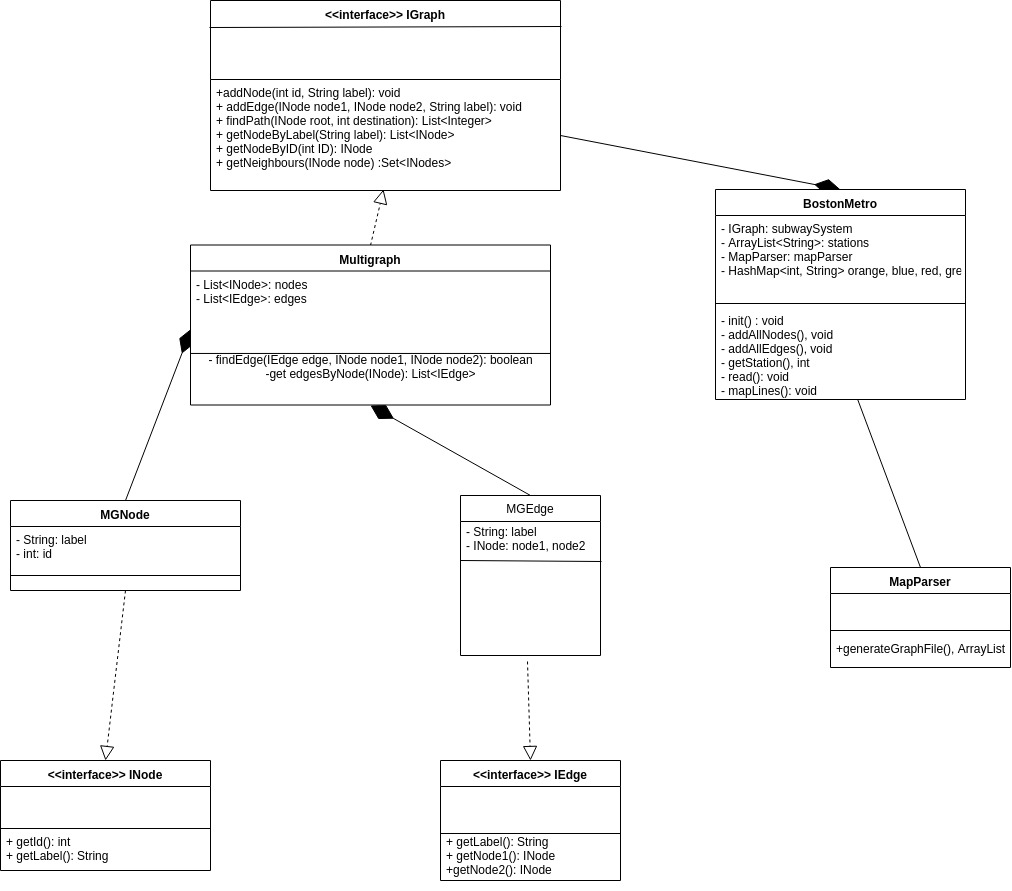 <<interface>> IGraph
+addNode(int id, String label): void
+ addEdge(INode node1, INode node2, String label): void
+ findPath(INode root, int destination): List<Integer>
+ getNodeByLabel(String label): List<INode>
+ getNodeByID(int ID): INode
+ getNeighbours(INode node) :Set<INodes>
BostonMetro
- IGraph: subwaySystem
- ArrayList<String>: stations
- MapParser: mapParser
- HashMap<int, String> orange, blue, red, gre
- init() : void
- addAllNodes(), void
- addAllEdges(), void
- getStation(), int
- read(): void
- mapLines(): void
Multigraph
- List<INode>: nodes
- List<IEdge>: edges
- findEdge(IEdge edge, INode node1, INode node2): boolean
-get edgesByNode(INode): List<IEdge>
MGNode
- String: label
- int: id
MGEdge
- String: label
- INode: node1, node2
MapParser
+generateGraphFile(), ArrayList
<<interface>> INode
+ getId(): int
+ getLabel(): String
<<interface>> IEdge
+ getLabel(): String
+ getNode1(): INode
+getNode2(): INode